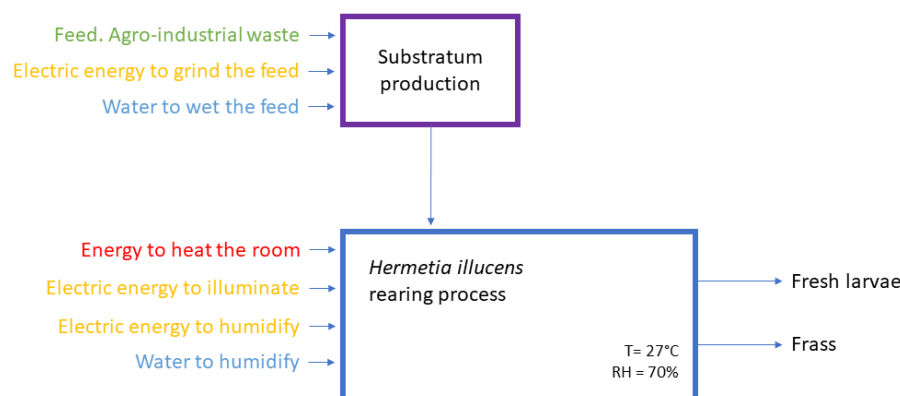 Feed. Agro-industrial waste
Electric energy to grind the feed
Water to wet the feed
Substratum
production
Energy to heat the room
Electric energy to illuminate
Electric energy to humidify
Water to humidify
Hermetia illucens
rearing process
T= 27°C
RH = 70%
Fresh larvae
Frass